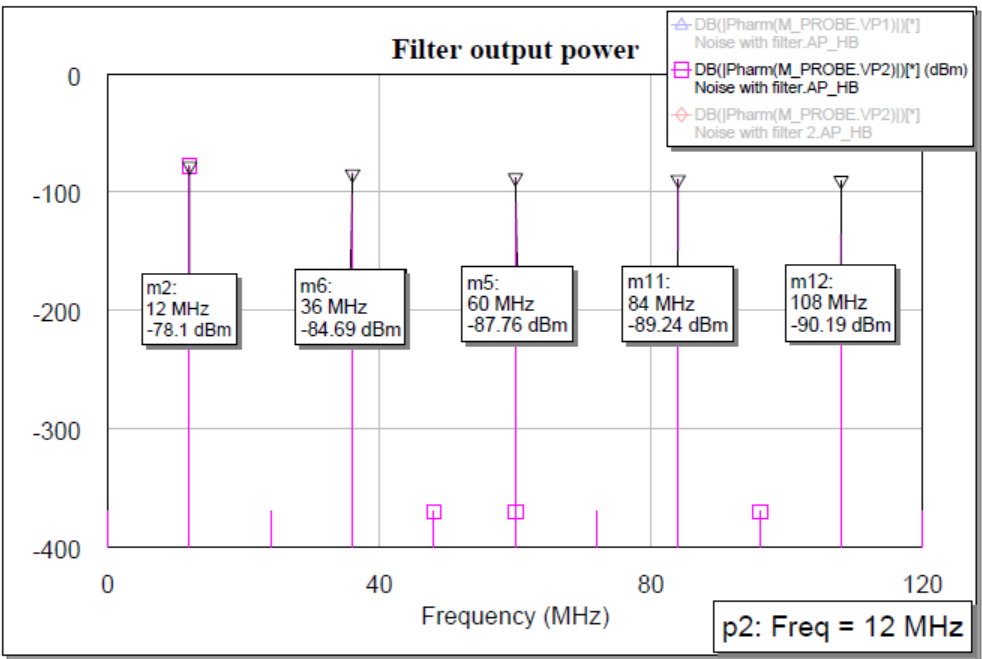 Filter output power
DB(|Pharm(M_PROBE.VP1)|)[*]
Noise with filter.AP_HB
DB(|Pharm(M_PROBE.VP2)|)[*] (dBm)
Noise with filter.AP_HB
DB(|Pharm(M_PROBE.VP2)|)[*]
Noise with filter 2.AP_HB
0
-100
-200
-300
-400
m2:
12 MHz
-78.1 dBm
m6:
36 MHz
-84.69 dBm
m5:
60 MHz
-87.76 dBm
m11:
84 MHz
-89.24 dBm
m12:
108 MHz
-90.19 dBm
0
40
80
120
Frequency (MHz)
p2: Freq = 12 MHz